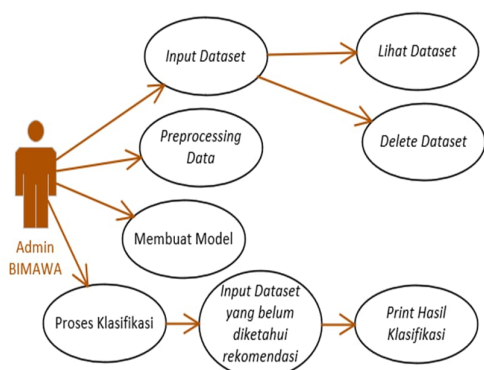 Input Dataset
Lihat Dataset
Delete Dataset
Preprocessing
Data
Membuat Model
Admin
BIMAWA
Proses Klasifikasi
Input Dataset
yang belum
diketahui
rekomendasi
Print Hasil
Klasifikasi